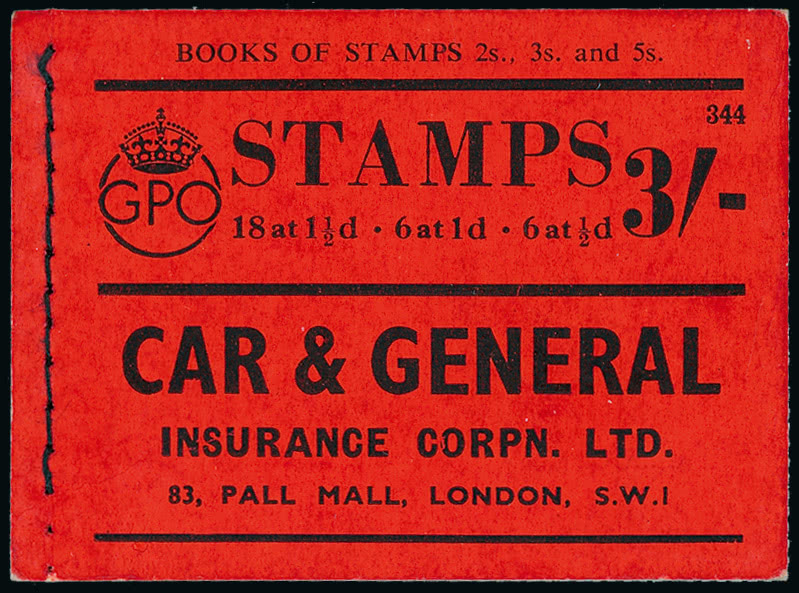 BOOKS OF STAMPS 2s., 3s. and 5s.
344
GPO
STAMPS 3/-
18 at 1½d · 6 at 1d · 6 at ½d
CAR & GENERAL
INSURANCE CORPN. LTD.
83, PALL MALL, LONDON, S.W.1